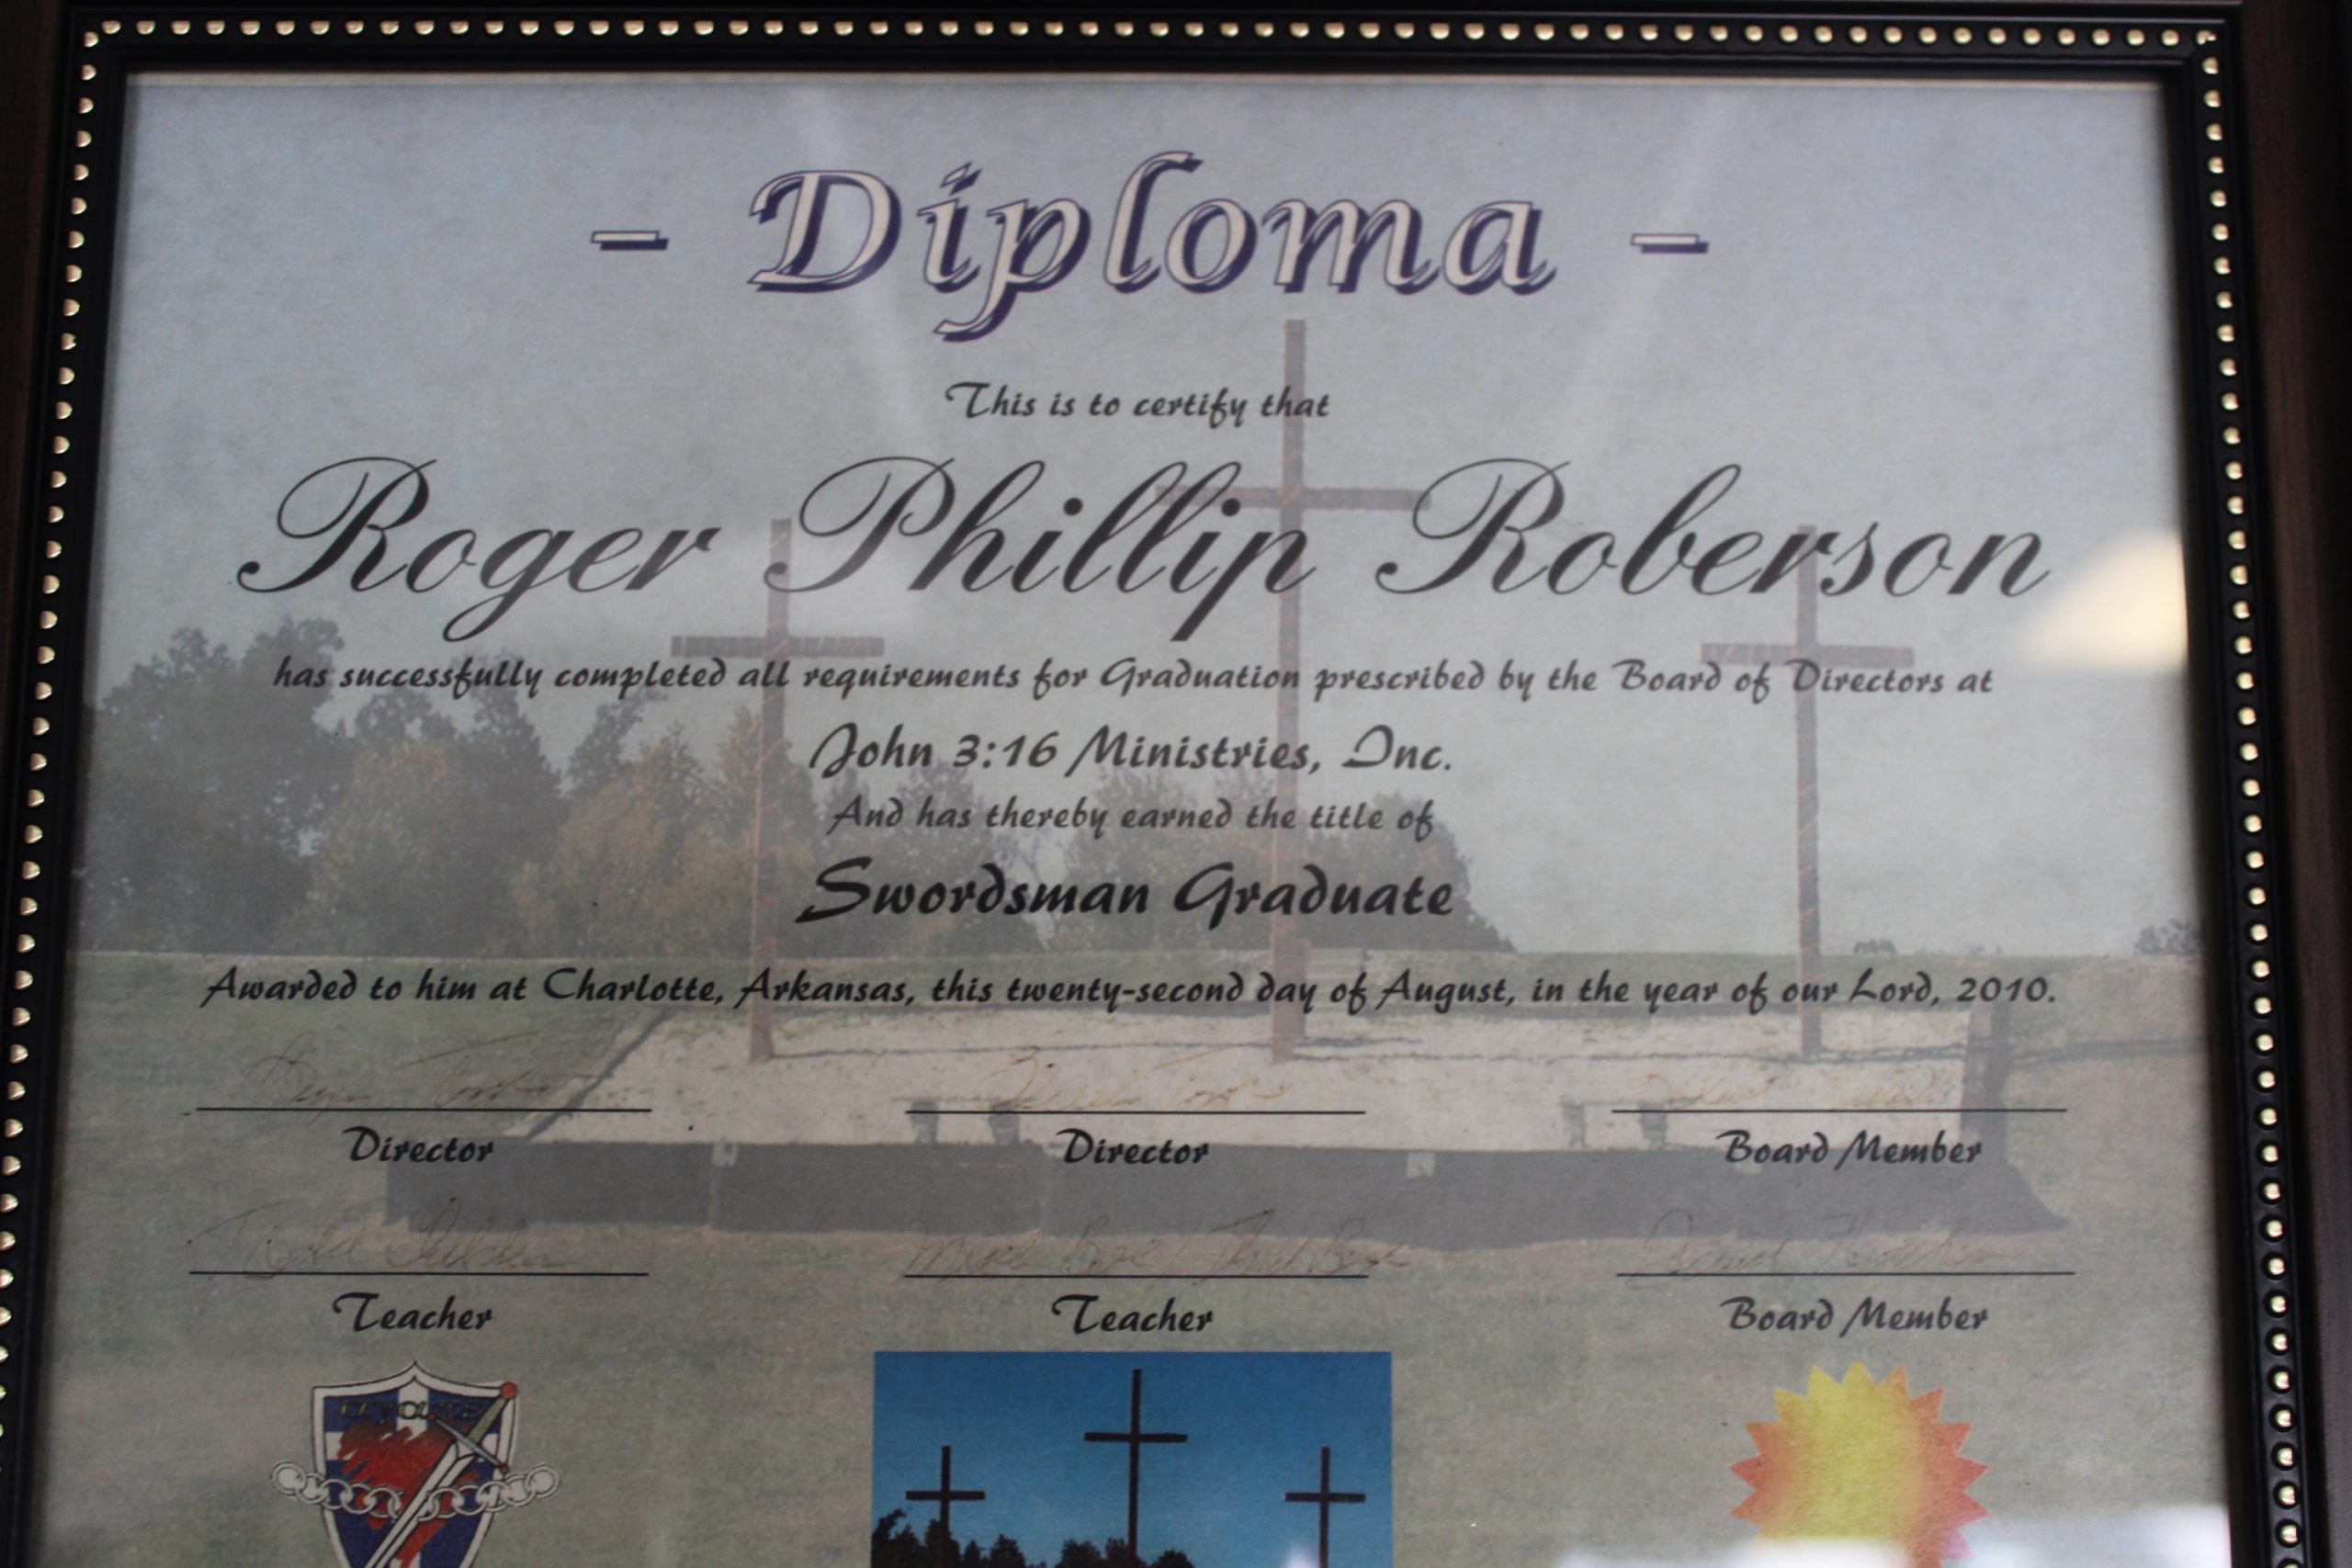 - Diploma -
This is to certify that
Roger Phillip Roberson
has successfully completed all requirements for Graduation prescribed by the Board of Directors at
John 3:16 Ministries, Inc.
And has thereby earned the title of
Swordsman Graduate
Awarded to him at Charlotte, Arkansas, this twenty-second day of August, in the year of our Lord, 2010.
Director Director Board Member
Teacher Teacher Board Member